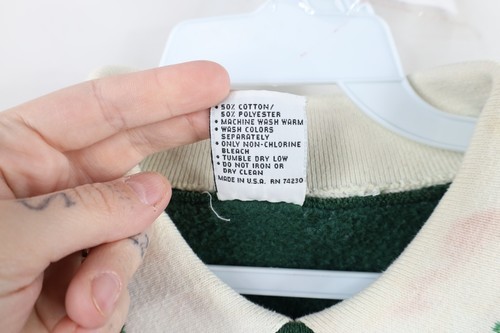 • 50% COTTON/
50% POLYESTER
• MACHINE WASH WARM
• WASH COLORS
SEPARATELY
• ONLY NON-CHLORINE
BLEACH
• TUMBLE DRY LOW
• DO NOT IRON OR
DRY CLEAN
MADE IN U.S.A. RN 74230